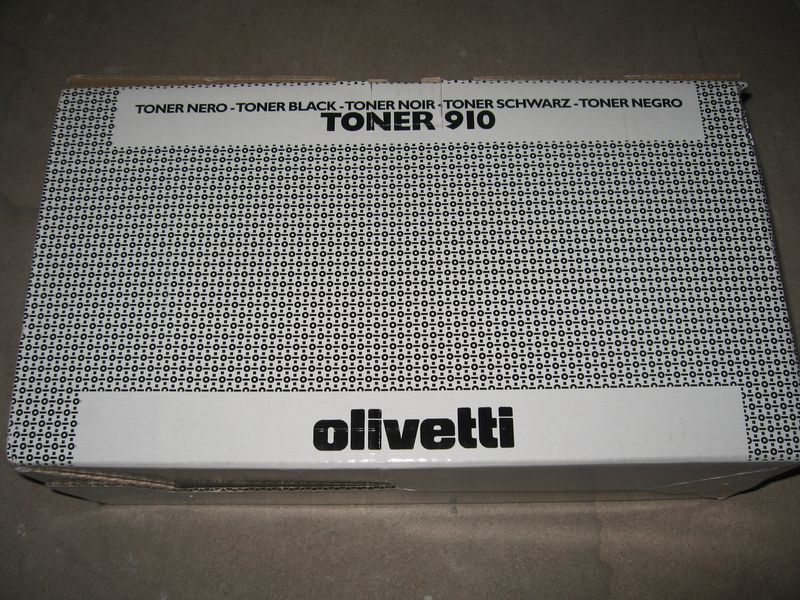 TONER NERO - TONER BLACK - TONER NOIR - TONER SCHWARZ - TONER NEGRO
TONER 910
olivetti